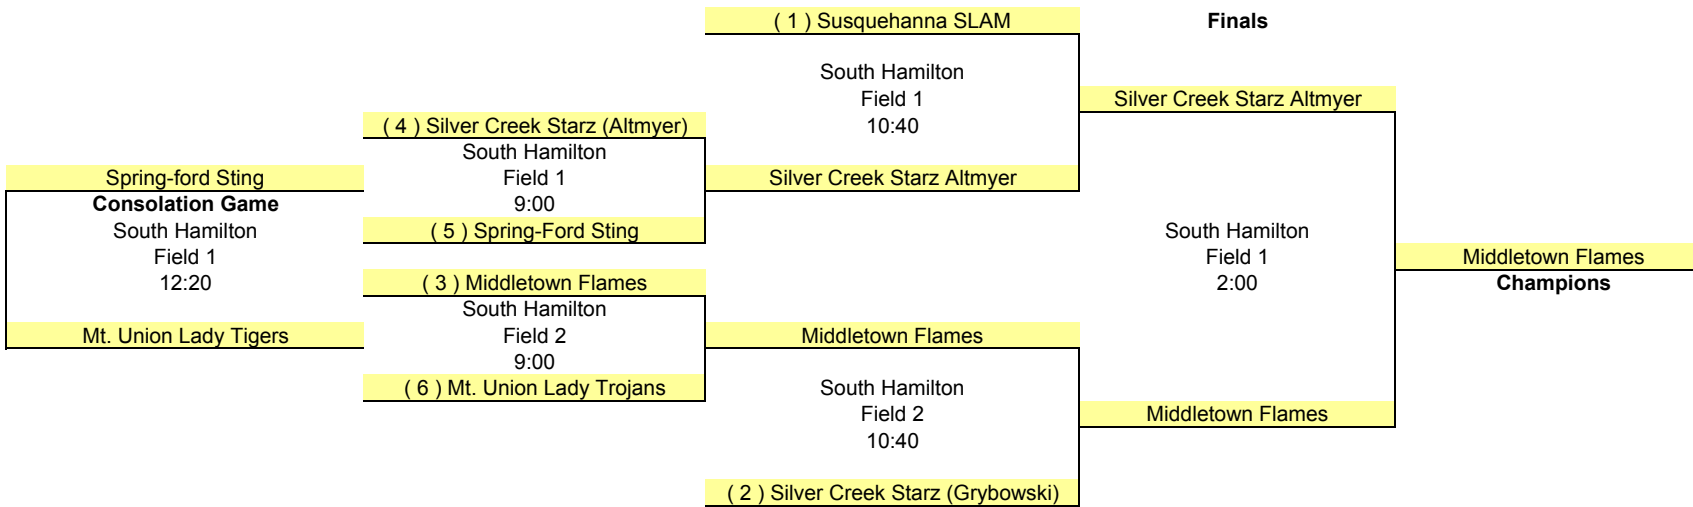 ( 1 ) Susquehanna SLAM
Finals
South Hamilton
Field 1
10:40
Silver Creek Starz Altmyer
( 4 ) Silver Creek Starz (Altmyer)
South Hamilton
Field 1
9:00
Spring-ford Sting
Silver Creek Starz Altmyer
Consolation Game
South Hamilton
Field 1
12:20
( 5 ) Spring-Ford Sting
South Hamilton
Field 1
2:00
Middletown Flames
Champions
( 3 ) Middletown Flames
South Hamilton
Field 2
9:00
Mt. Union Lady Tigers
Middletown Flames
( 6 ) Mt. Union Lady Trojans
South Hamilton
Field 2
10:40
Middletown Flames
( 2 ) Silver Creek Starz (Grybowski)